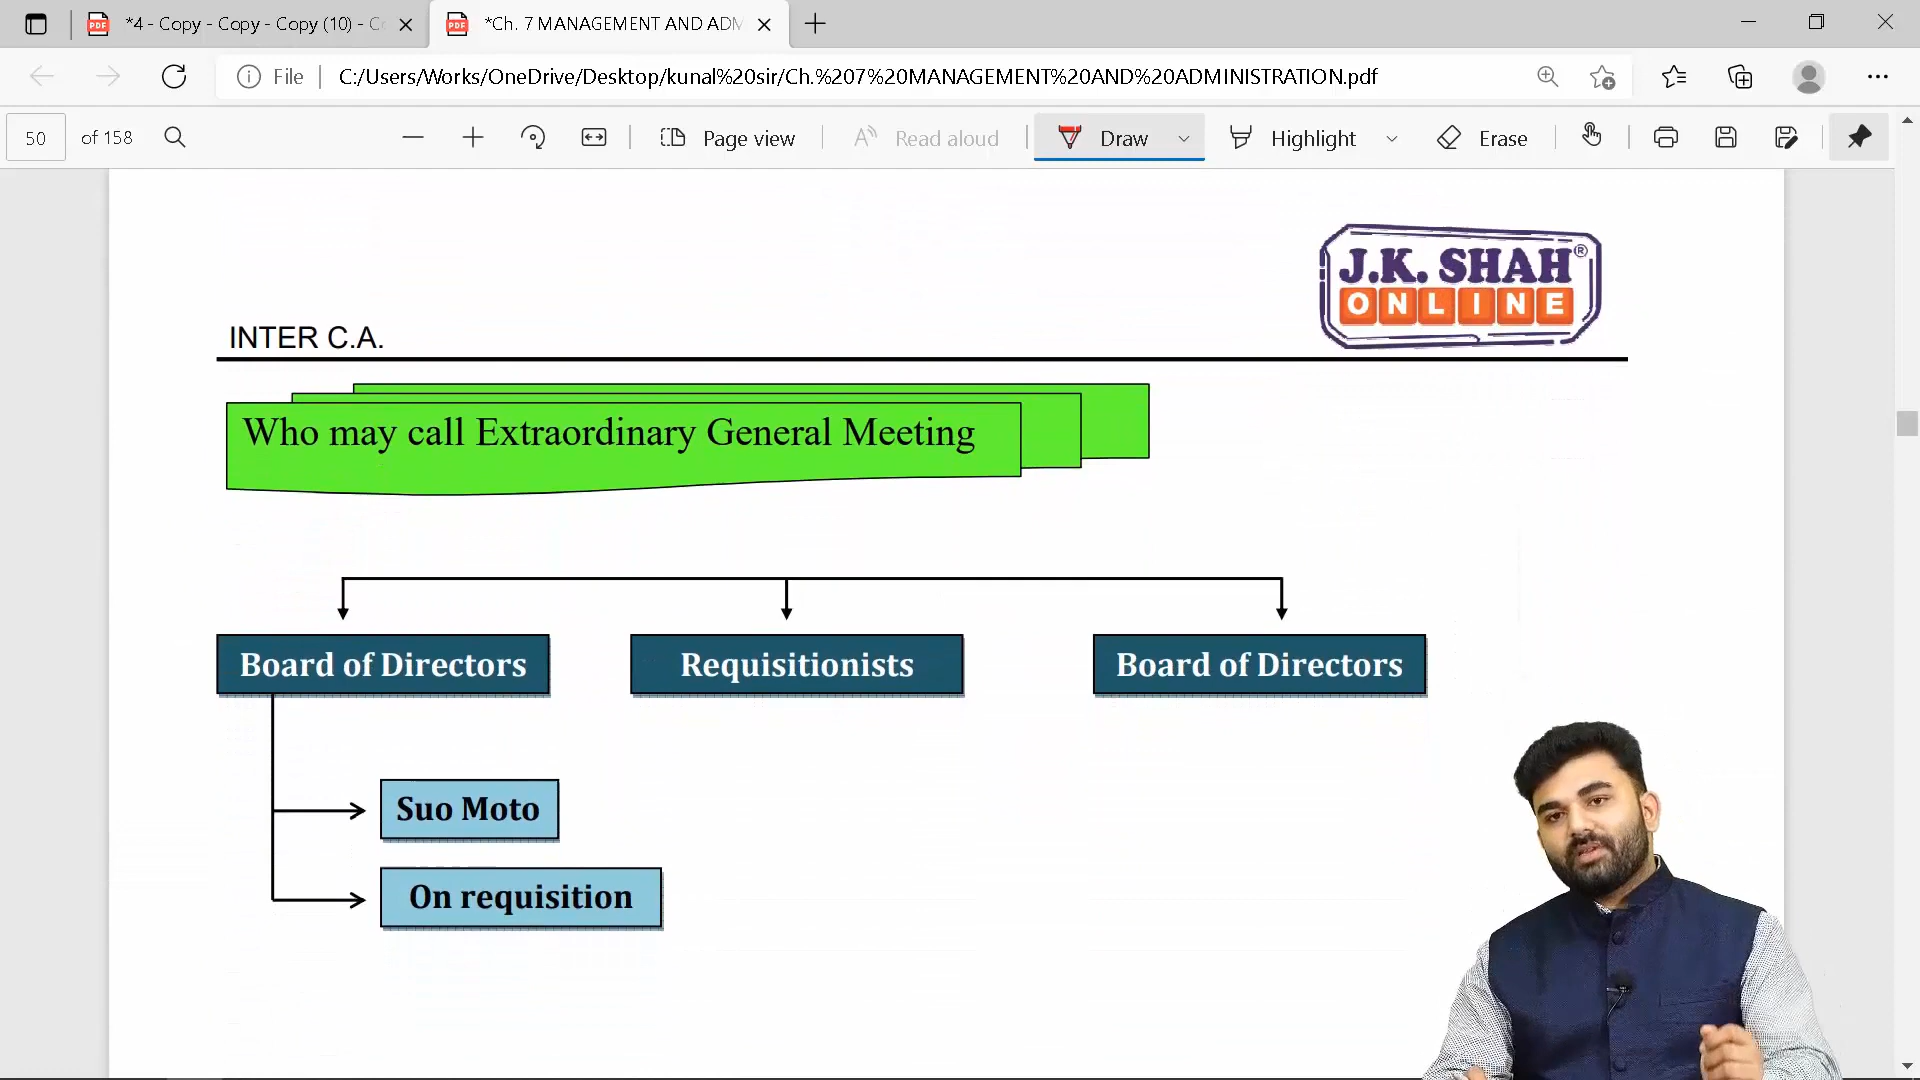 *4 - Copy - Copy - Copy (10) - C
*Ch. 7 MANAGEMENT AND ADM
File
C:/Users/Works/OneDrive/Desktop/kunal%20sir/Ch.%207%20MANAGEMENT%20AND%20ADMINISTRATION.pdf
50 of 158
Page view
Read aloud
Draw
Highlight
Erase
J.K. SHAH®
ONLINE
INTER C.A.
Who may call Extraordinary General Meeting
Board of Directors
Requisitionists
Board of Directors
Suo Moto
On requisition